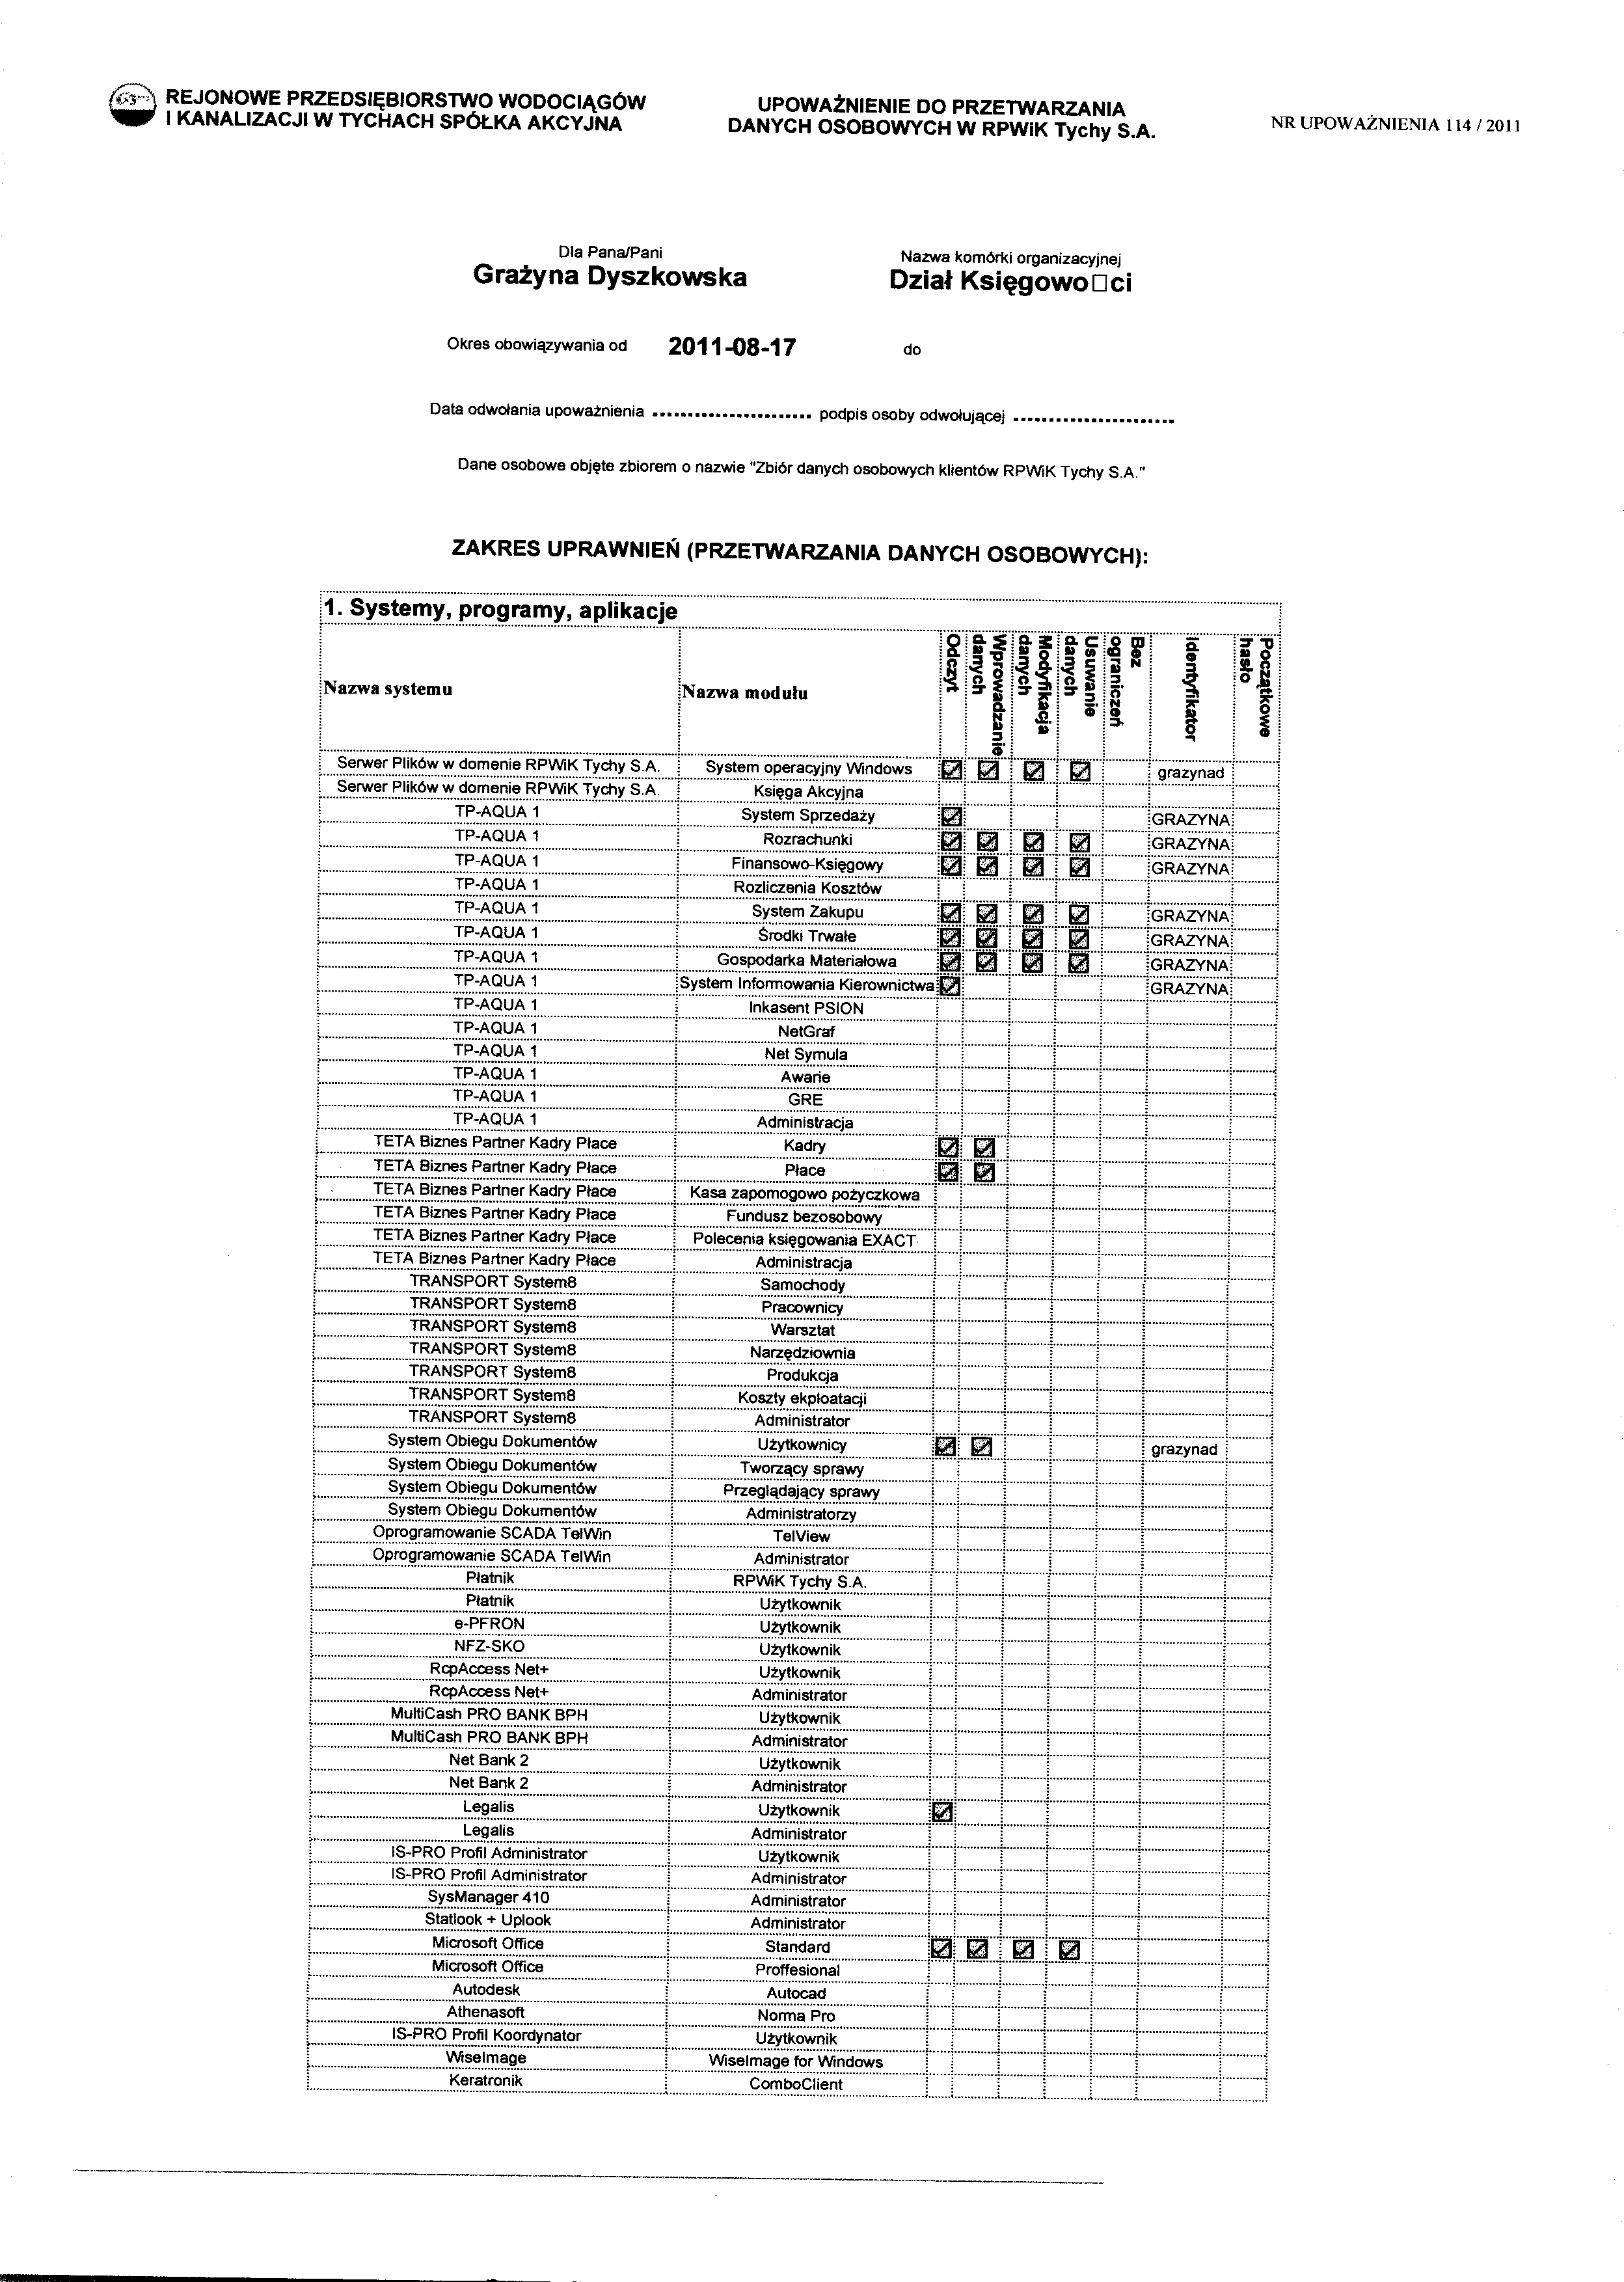 REJONOWE PRZEDSIĘBIORSTWO WODOCIĄGÓW
I KANALIZACJI W TYCHACH SPÓŁKA AKCYJNA
UPOWAŻNIENIE DO PRZETWARZANIA
DANYCH OSOBOWYCH W RPWiK Tychy S.A.
NR UPOWAŻNIENIA 114 / 2011
Dla Pana/Pani
Grażyna Dyszkowska
Nazwa komórki organizacyjnej
Dział Księgowo□ci
Okres obowiązywania od 2011-08-17 do
Data odwołania upoważnienia ...................... podpis osoby odwołującej ......................
Dane osobowe objęte zbiorem o nazwie "Zbiór danych osobowych klientów RPWiK Tychy S.A."
ZAKRES UPRAWNIEŃ (PRZETWARZANIA DANYCH OSOBOWYCH):
1. Systemy, programy, aplikacje
Nazwa systemu Nazwa modułu Odczyt Wprowadzanie danych Modyfikacja danych Usuwanie danych Bez ograniczeń Identyfikator Początkowe hasło
Serwer Plików w domenie RPWiK Tychy S.A. System operacyjny Windows ☑ ☑ ☑ ☑ grazynad
Serwer Plików w domenie RPWiK Tychy S.A. Księga Akcyjna
TP-AQUA 1 System Sprzedaży ☑ GRAZYNA
TP-AQUA 1 Rozrachunki ☑ ☑ ☑ ☑ GRAZYNA
TP-AQUA 1 Finansowo-Księgowy ☑ ☑ ☑ ☑ GRAZYNA
TP-AQUA 1 Rozliczenia Kosztów
TP-AQUA 1 System Zakupu ☑ ☑ ☑ ☑ GRAZYNA
TP-AQUA 1 Środki Trwałe ☑ ☑ ☑ ☑ GRAZYNA
TP-AQUA 1 Gospodarka Materiałowa ☑ ☑ ☑ ☑ GRAZYNA
TP-AQUA 1 System Informowania Kierownictwa ☑ GRAZYNA
TP-AQUA 1 Inkasent PSION
TP-AQUA 1 NetGraf
TP-AQUA 1 Net Symula
TP-AQUA 1 Awarie
TP-AQUA 1 GRE
TP-AQUA 1 Administracja
TETA Biznes Partner Kadry Płace Kadry ☑ ☑
TETA Biznes Partner Kadry Płace Płace ☑ ☑
TETA Biznes Partner Kadry Płace Kasa zapomogowo pożyczkowa
TETA Biznes Partner Kadry Płace Fundusz bezosobowy
TETA Biznes Partner Kadry Płace Polecenia księgowania EXACT
TETA Biznes Partner Kadry Płace Administracja
TRANSPORT System8 Samochody
TRANSPORT System8 Pracownicy
TRANSPORT System8 Warsztat
TRANSPORT System8 Narzędziownia
TRANSPORT System8 Produkcja
TRANSPORT System8 Koszty ekploatacji
TRANSPORT System8 Administrator
System Obiegu Dokumentów Użytkownicy ☑ ☑ grazynad
System Obiegu Dokumentów Tworzący sprawy
System Obiegu Dokumentów Przeglądający sprawy
System Obiegu Dokumentów Administratorzy
Oprogramowanie SCADA TelWin TelView
Oprogramowanie SCADA TelWin Administrator
Płatnik RPWiK Tychy S.A.
Płatnik Użytkownik
e-PFRON Użytkownik
NFZ-SKO Użytkownik
RcpAccess Net+ Użytkownik
RcpAccess Net+ Administrator
MultiCash PRO BANK BPH Użytkownik
MultiCash PRO BANK BPH Administrator
Net Bank 2 Użytkownik
Net Bank 2 Administrator
Legalis Użytkownik ☑
Legalis Administrator
IS-PRO Profil Administrator Użytkownik
IS-PRO Profil Administrator Administrator
SysManager 410 Administrator
Statlook + Uplook Administrator
Microsoft Office Standard ☑ ☑ ☑ ☑
Microsoft Office Proffesional
Autodesk Autocad
Athenasoft Norma Pro
IS-PRO Profil Koordynator Użytkownik
WiseImage WiseImage for Windows
Keratronik ComboClient